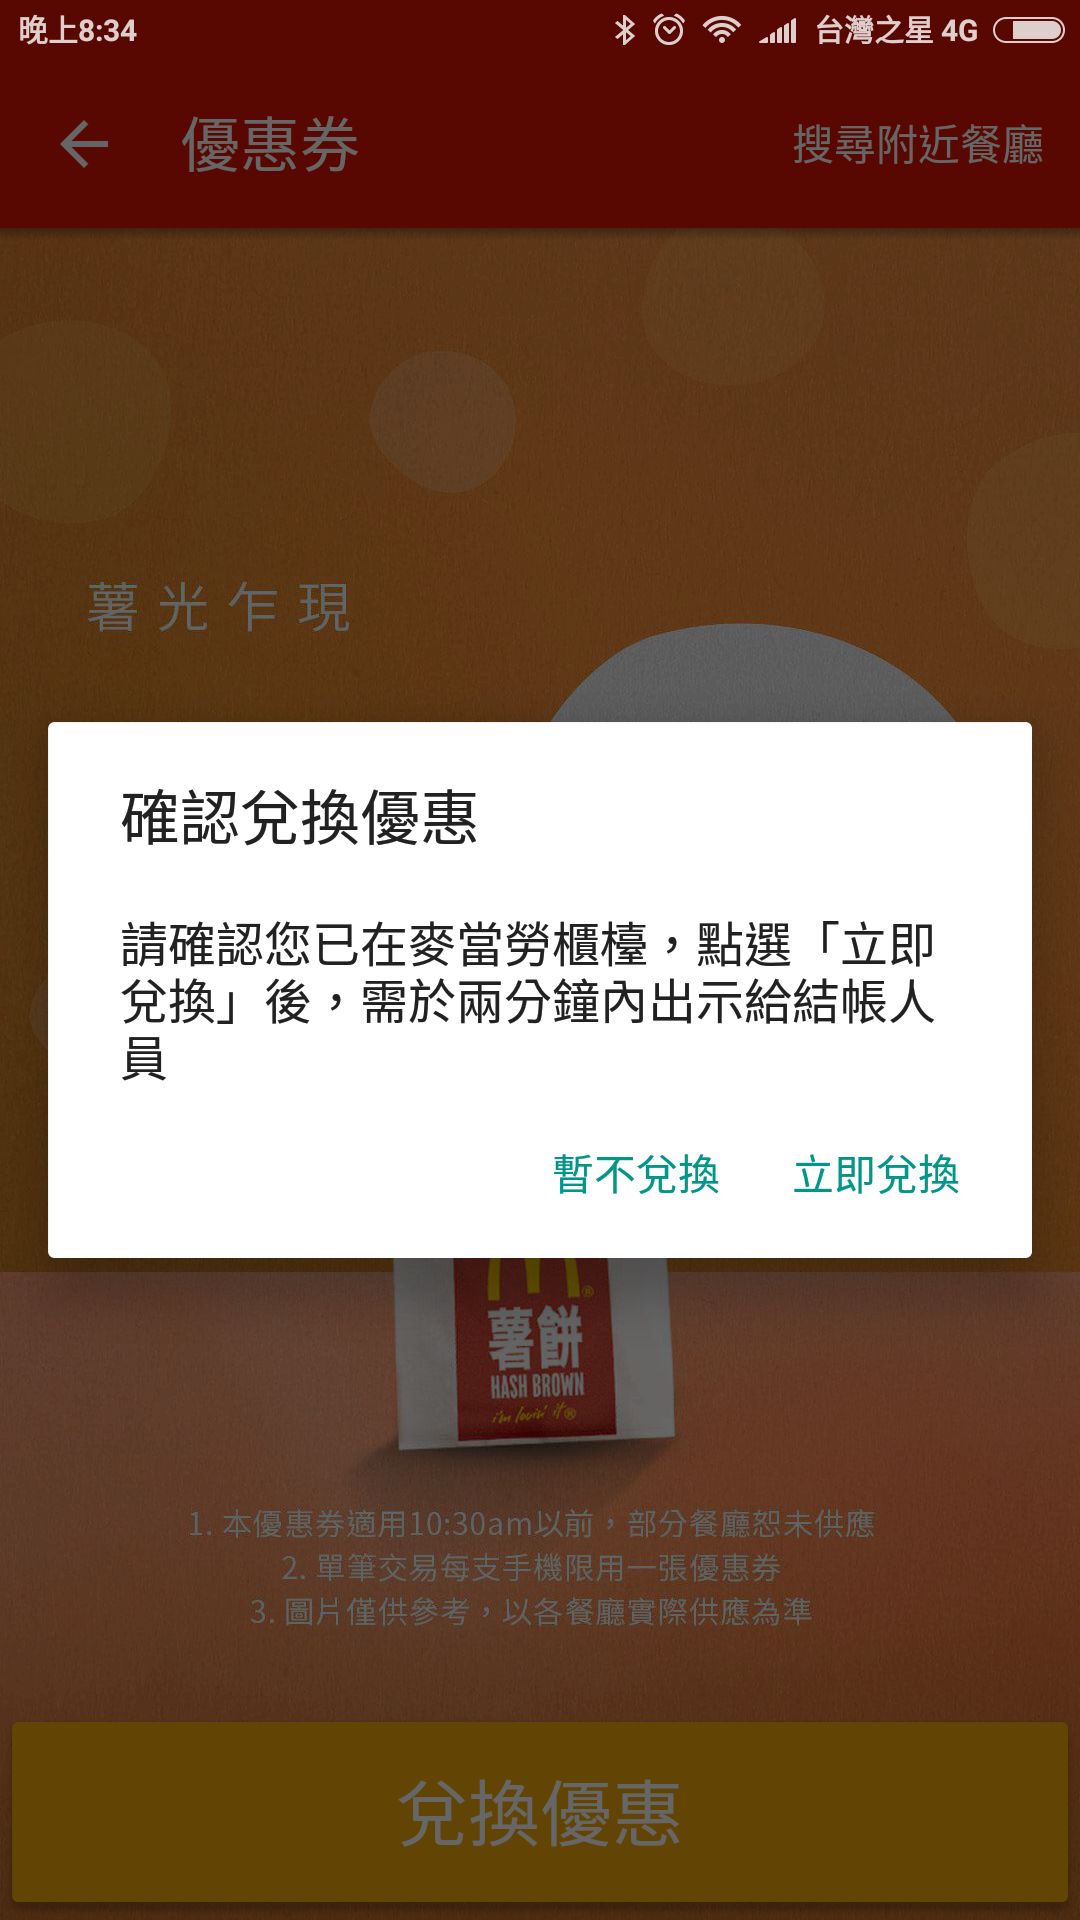 晚上8:34
台灣之星 4G
優惠券
搜尋附近餐廳
薯光乍現
確認兌換優惠
請確認您已在麥當勞櫃檯，點選「立即
兌換」後，需於兩分鐘內出示給結帳人
員
暫不兌換
立即兌換
薯餅
HASH BROWN
i'm lovin' it®
1. 本優惠券適用10:30am以前，部分餐廳恕未供應
2. 單筆交易每支手機限用一張優惠券
3. 圖片僅供參考，以各餐廳實際供應為準
兌換優惠